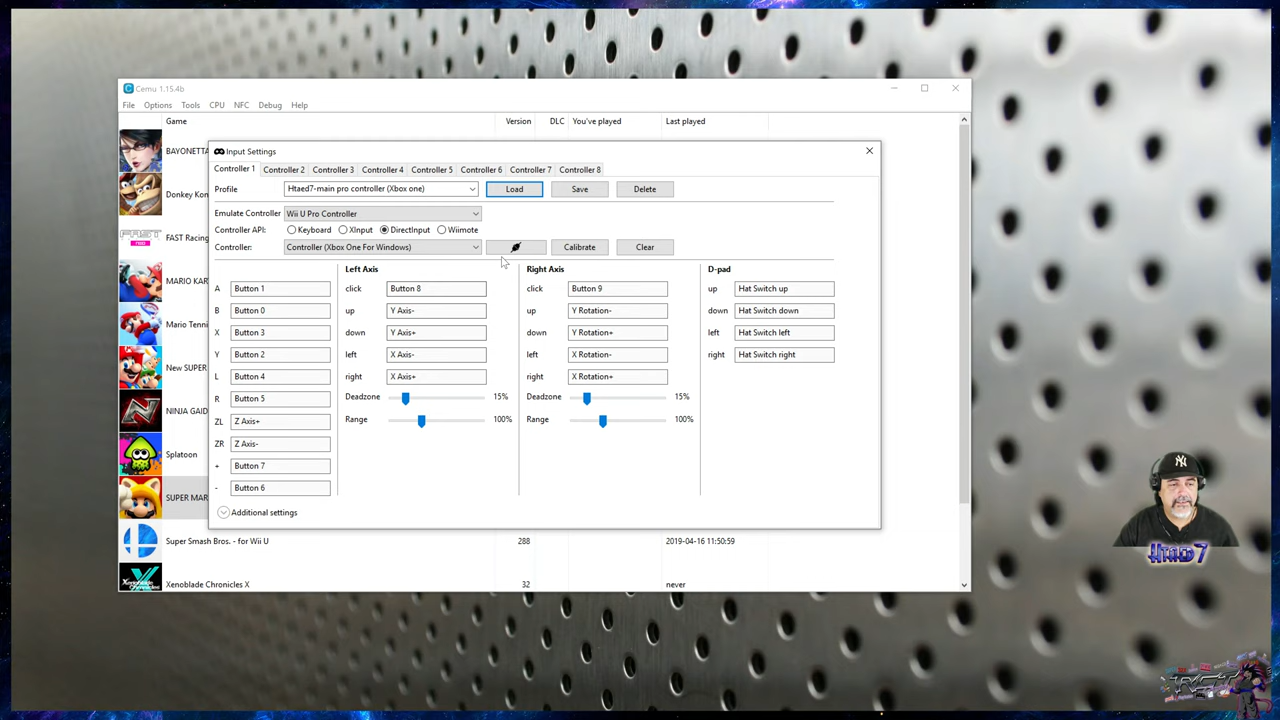 Cemu 1.15.4b
File Options Tools CPU NFC Debug Help
Game Version DLC You've played Last played
BAYONETTA
Donkey Kon
FAST Racing
MARIO KAR
Mario Tenni
New SUPER
NINJA GAID
Splatoon
SUPER MAR
Super Smash Bros. - for Wii U 288 2019-04-16 11:50:59
Xenoblade Chronicles X 32 never
Input Settings
Controller 1 Controller 2 Controller 3 Controller 4 Controller 5 Controller 6 Controller 7 Controller 8
Profile Htaed7-main pro controller (Xbox one) Load Save Delete
Emulate Controller Wii U Pro Controller
Controller API: Keyboard XInput DirectInput Wiimote
Controller: Controller (Xbox One For Windows) Calibrate Clear
A Button 1
B Button 0
X Button 3
Y Button 2
L Button 4
R Button 5
ZL Z Axis+
ZR Z Axis-
+ Button 7
- Button 6
Left Axis
click Button 8
up Y Axis-
down Y Axis+
left X Axis-
right X Axis+
Deadzone 15%
Range 100%
Right Axis
click Button 9
up Y Rotation-
down Y Rotation+
left X Rotation-
right X Rotation+
Deadzone 15%
Range 100%
D-pad
up Hat Switch up
down Hat Switch down
left Hat Switch left
right Hat Switch right
Additional settings
HTAED 7